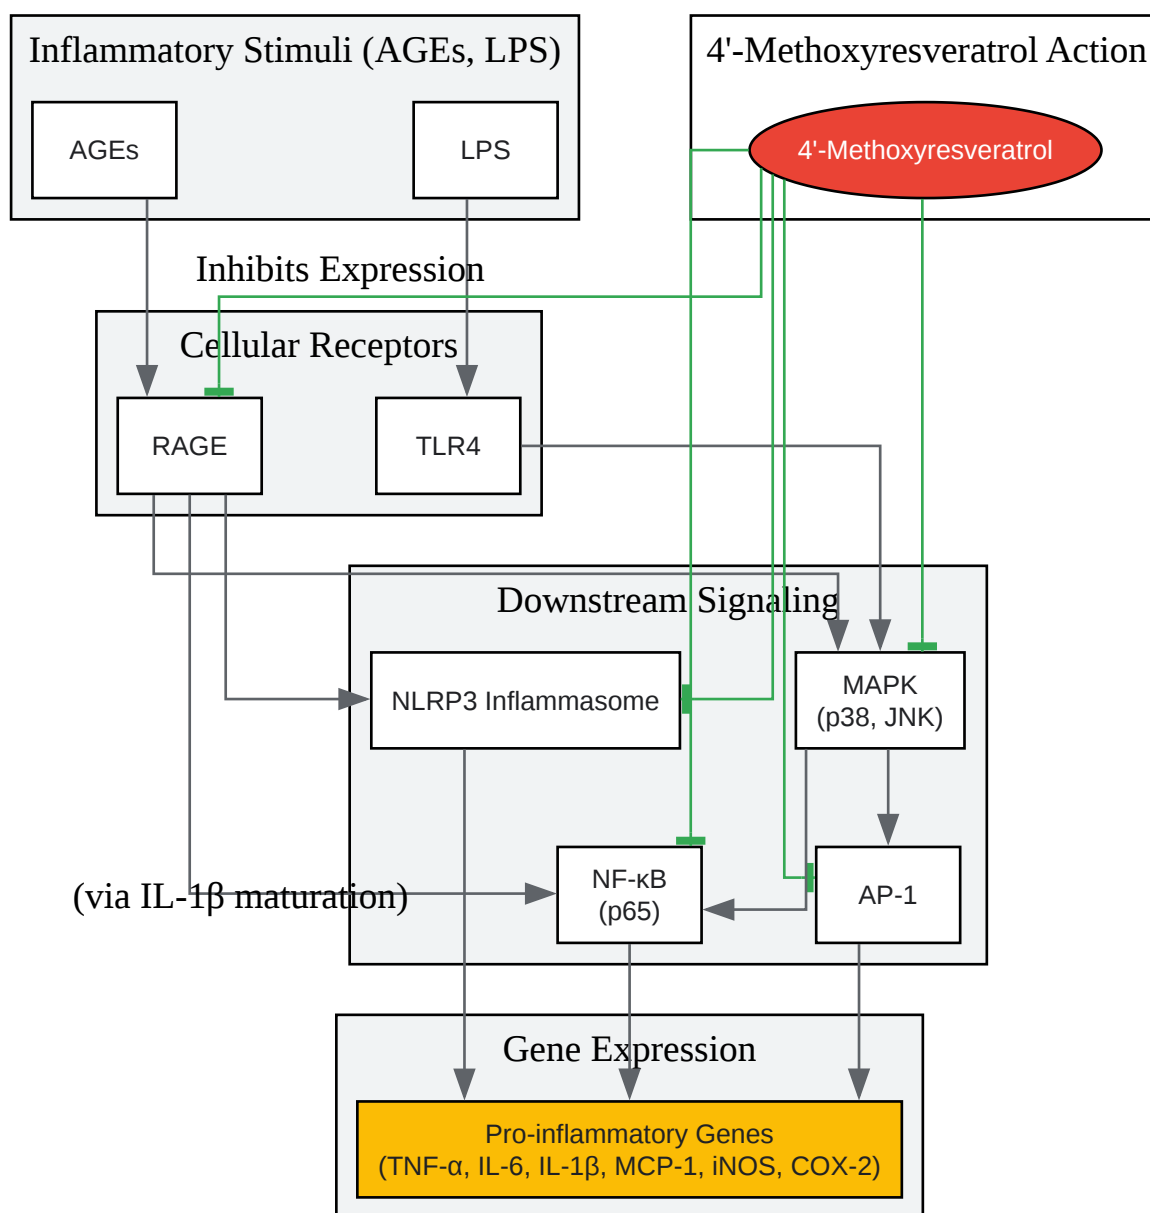 Inflammatory Stimuli (AGEs, LPS)
4'-Methoxyresveratrol Action
AGEs
LPS
4'-Methoxyresveratrol
Inhibits Expression
Cellular Receptors
RAGE
TLR4
Downstream Signaling
NLRP3 Inflammasome
MAPK
(p38, JNK)
(via IL-1β maturation)
NF-κB
(p65)
AP-1
Gene Expression
Pro-inflammatory Genes
(TNF-α, IL-6, IL-1β, MCP-1, iNOS, COX-2)